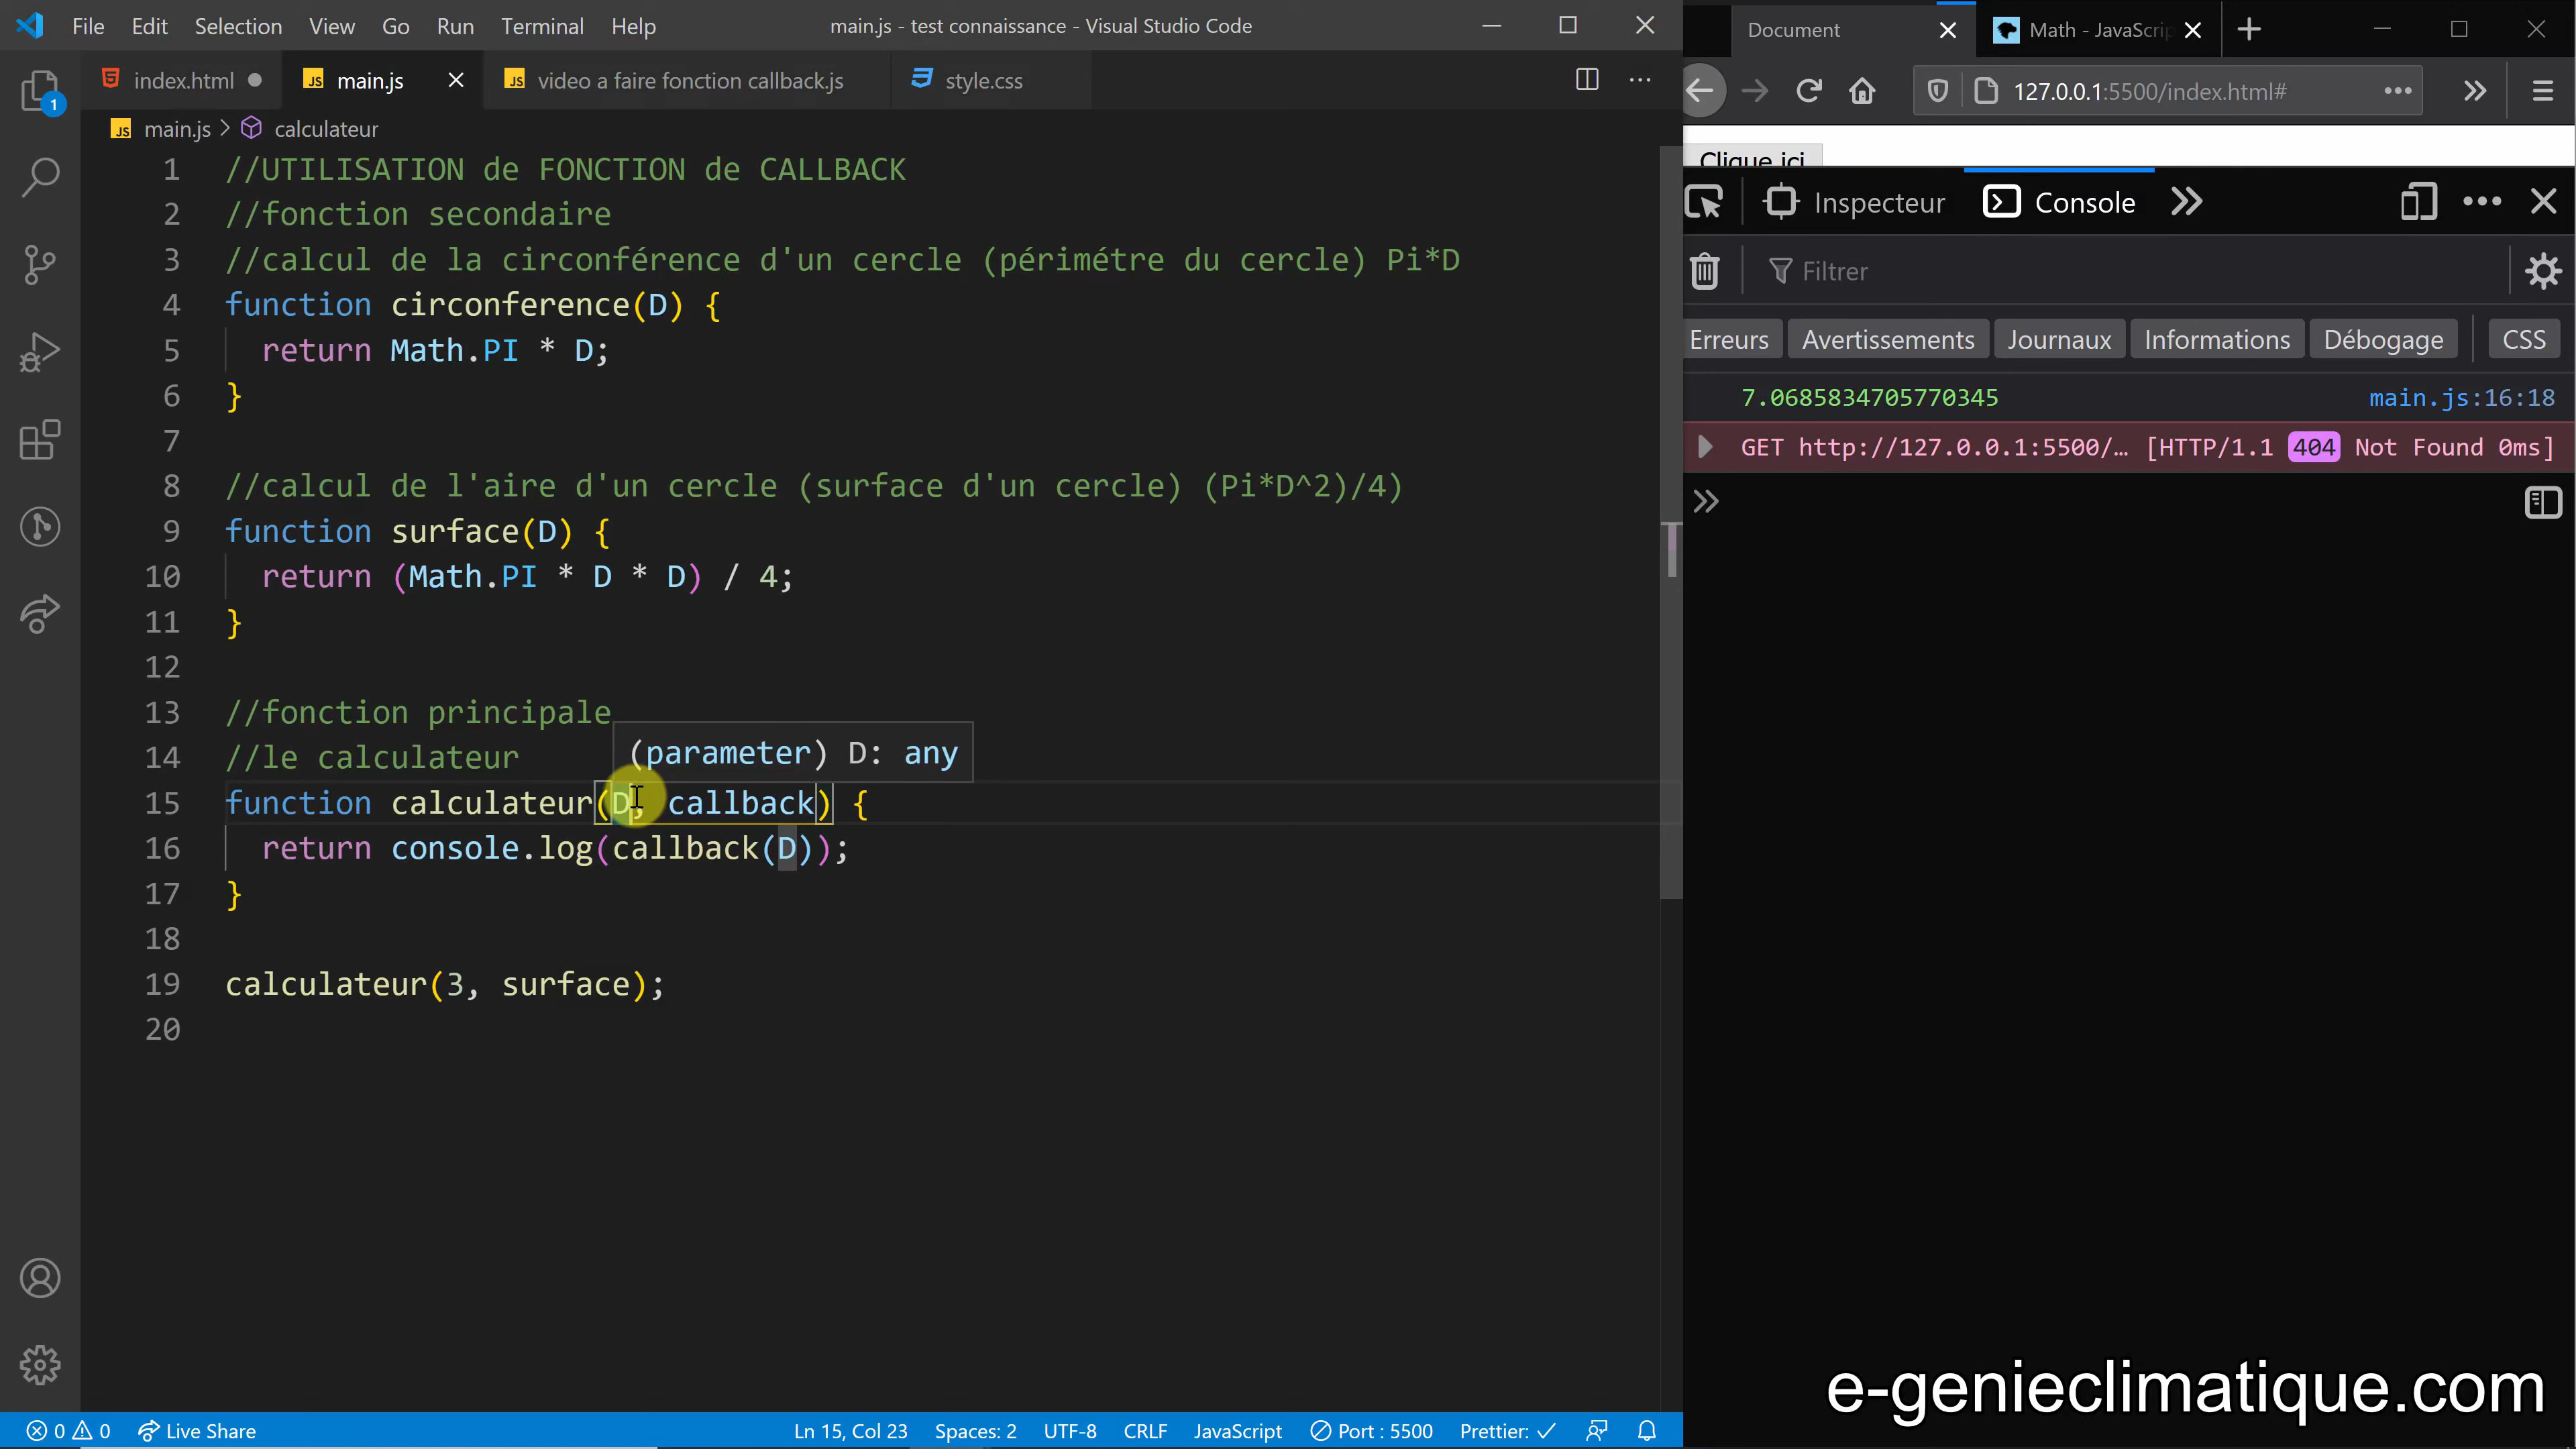 File Edit Selection View Go Run Terminal Help main.js - test connaissance - Visual Studio Code
index.html main.js video a faire fonction callback.js style.css
main.js > calculateur
1 //UTILISATION de FONCTION de CALLBACK
2 //fonction secondaire
3 //calcul de la circonférence d'un cercle (périmétre du cercle) Pi*D
4 function circonference(D) {
5 return Math.PI * D;
6 }
7
8 //calcul de l'aire d'un cercle (surface d'un cercle) (Pi*D^2)/4)
9 function surface(D) {
10 return (Math.PI * D * D) / 4;
11 }
12
13 //fonction principale
14 //le calculateur
(parameter) D: any
15 function calculateur(D, callback) {
16 return console.log(callback(D));
17 }
18
19 calculateur(3, surface);
20
1
0 0 Live Share Ln 15, Col 23 Spaces: 2 UTF-8 CRLF JavaScript Port : 5500 Prettier: ✓
Document Math - JavaScrip
127.0.0.1:5500/index.html#
Clique ici
Inspecteur Console
Filtrer
Erreurs Avertissements Journaux Informations Débogage CSS
7.0685834705770345 main.js:16:18
GET http://127.0.0.1:5500/… [HTTP/1.1 404 Not Found 0ms]
e-genieclimatique.com